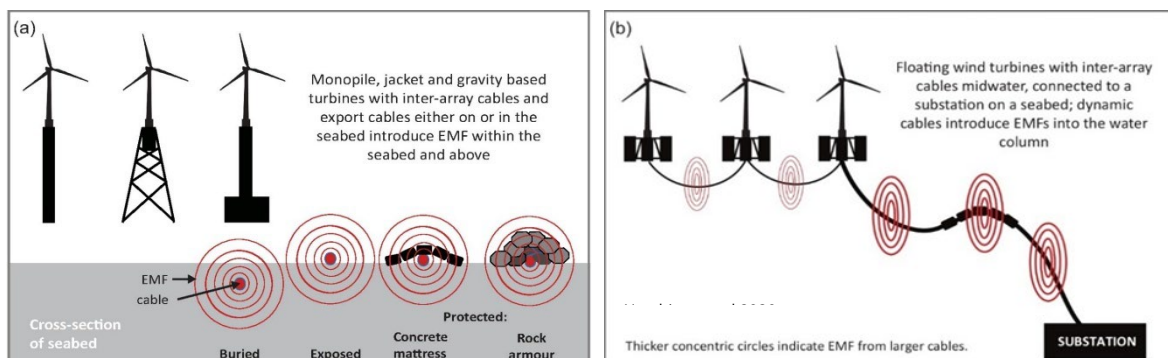 (a)
Monopile, jacket and gravity based
turbines with inter-array cables and
export cables either on or in the
seabed introduce EMF within the
seabed and above
EMF
cable
Cross-section
of seabed
Protected:
Buried
Exposed
Concrete
mattress
Rock
armour
(b)
Floating wind turbines with inter-array
cables midwater, connected to a
substation on a seabed; dynamic
cables introduce EMFs into the water
column
Thicker concentric circles indicate EMF from larger cables.
SUBSTATION